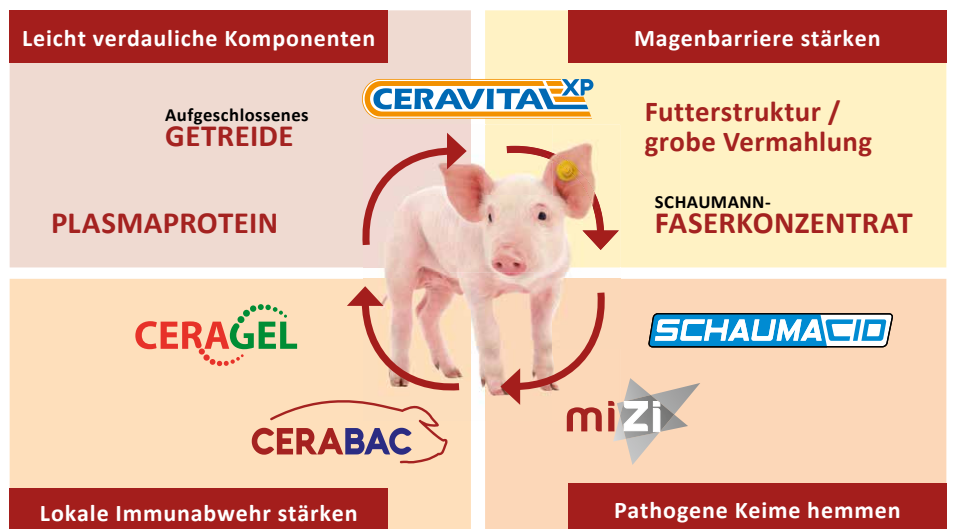 Leicht verdauliche Komponenten
Magenbarriere stärken
CERAVITAL XP
Aufgeschlossenes
GETREIDE
PLASMAPROTEIN
Futterstruktur /
grobe Vermahlung
SCHAUMANN-
FASERKONZENTRAT
CERAGEL
CERABAC
SCHAUMACID
miZi
Lokale Immunabwehr stärken
Pathogene Keime hemmen